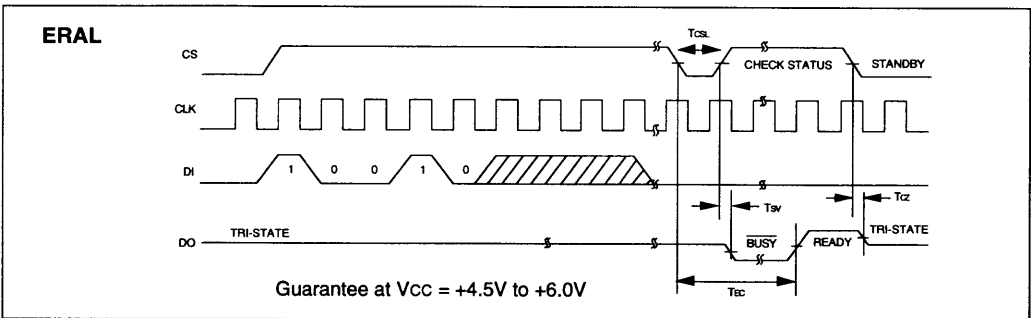 ERAL
TCSL
CS
CHECK STATUS
STANDBY
CLK
DI
1 0 0 1 0
TSV
TCZ
DO
TRI-STATE
BUSY
READY
TRI-STATE
TEC
Guarantee at VCC = +4.5V to +6.0V